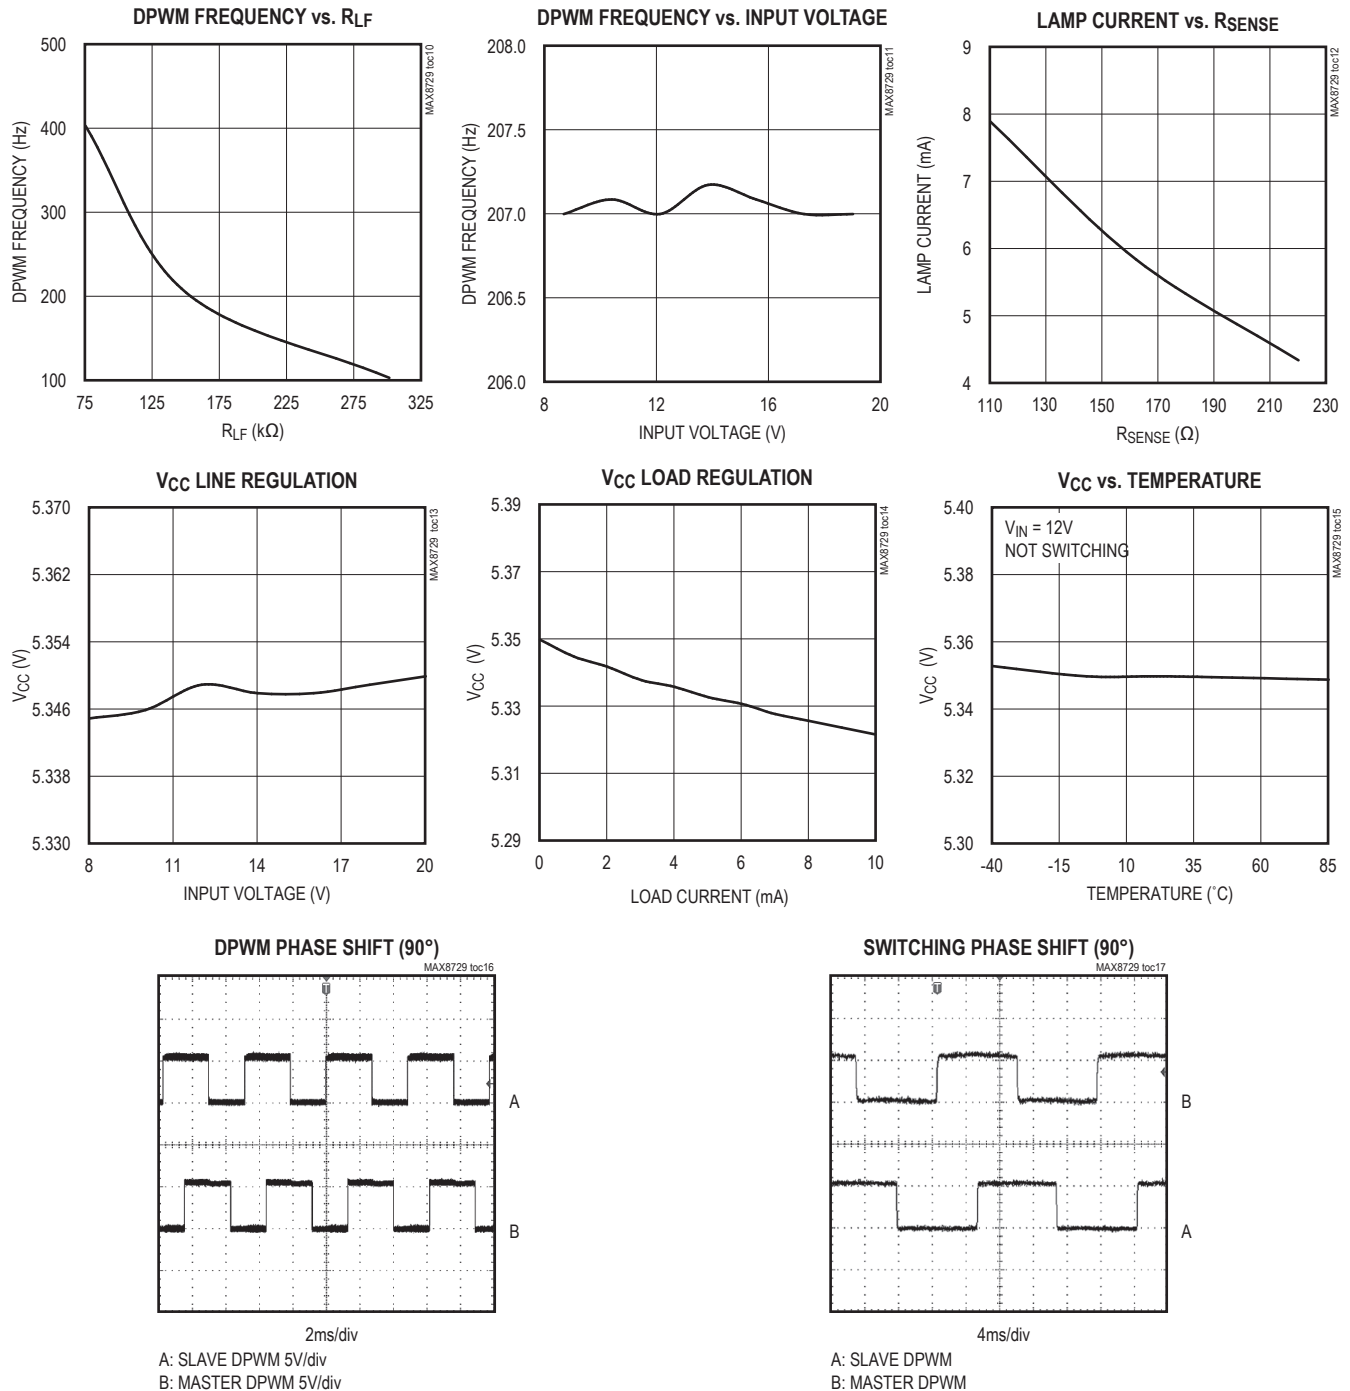 DPWM FREQUENCY vs. RLF
MAX8729 toc10
DPWM FREQUENCY (Hz)
500
400
300
200
100
75 125 175 225 275 325
RLF (kΩ)
DPWM FREQUENCY vs. INPUT VOLTAGE
MAX8729 toc11
DPWM FREQUENCY (Hz)
208.0
207.5
207.0
206.5
206.0
8 12 16 20
INPUT VOLTAGE (V)
LAMP CURRENT vs. RSENSE
MAX8729 toc12
LAMP CURRENT (mA)
9
8
7
6
5
4
110 130 150 170 190 210 230
RSENSE (Ω)
VCC LINE REGULATION
MAX8729 toc13
VCC (V)
5.370
5.362
5.354
5.346
5.338
5.330
8 11 14 17 20
INPUT VOLTAGE (V)
VCC LOAD REGULATION
MAX8729 toc14
VCC (V)
5.39
5.37
5.35
5.33
5.31
5.29
0 2 4 6 8 10
LOAD CURRENT (mA)
VCC vs. TEMPERATURE
MAX8729 toc15
VIN = 12V
NOT SWITCHING
VCC (V)
5.40
5.38
5.36
5.34
5.32
5.30
-40 -15 10 35 60 85
TEMPERATURE (°C)
DPWM PHASE SHIFT (90°)
MAX8729 toc16
T
A
B
2ms/div
A: SLAVE DPWM 5V/div
B: MASTER DPWM 5V/div
SWITCHING PHASE SHIFT (90°)
MAX8729 toc17
T
B
A
4ms/div
A: SLAVE DPWM
B: MASTER DPWM